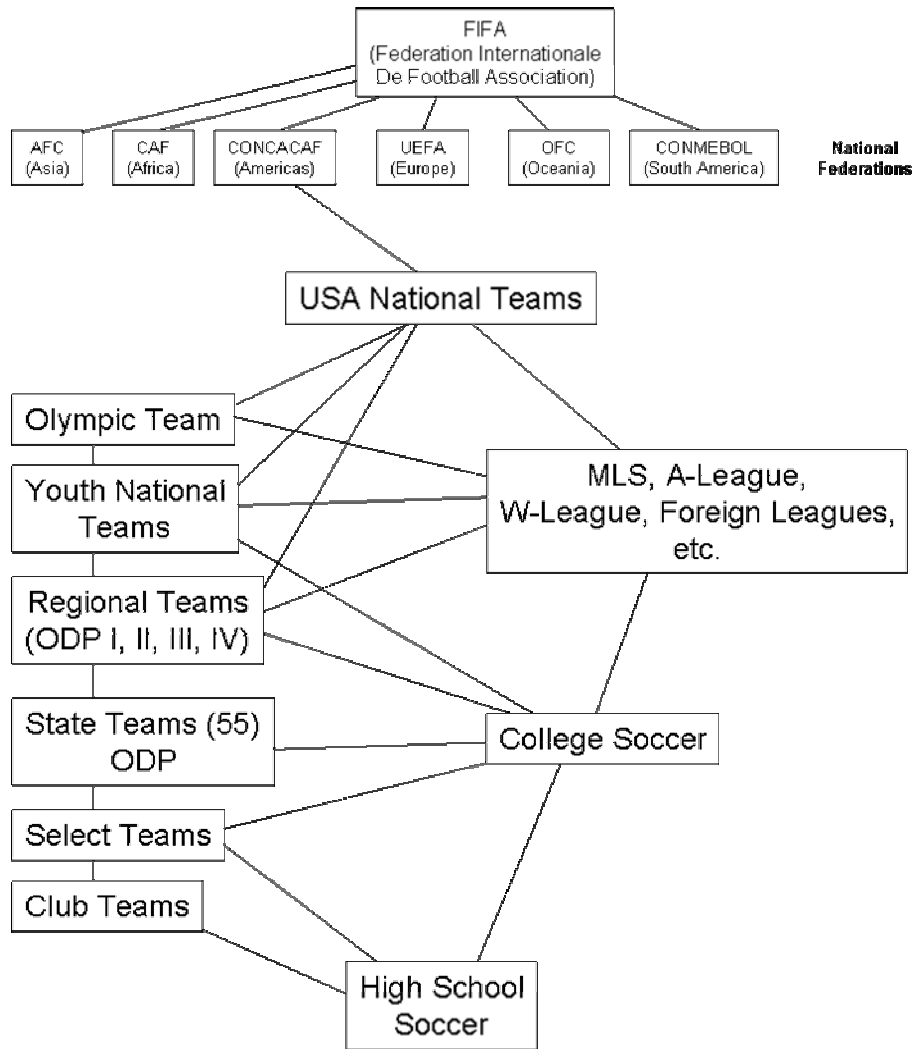 FIFA
(Federation Internationale
De Football Association)
AFC
(Asia)
CAF
(Africa)
CONCACAF
(Americas)
UEFA
(Europe)
OFC
(Oceania)
CONMEBOL
(South America)
National
Federations
USA National Teams
Olympic Team
Youth National
Teams
MLS, A-League,
W-League, Foreign Leagues,
etc.
Regional Teams
(ODP I, II, III, IV)
State Teams (55)
ODP
College Soccer
Select Teams
Club Teams
High School
Soccer